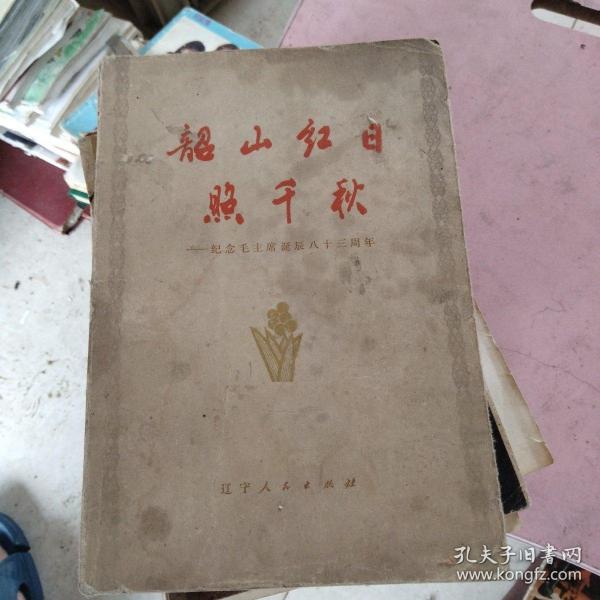 韶山红日
照千秋
——纪念毛主席诞辰八十三周年
辽宁人民出版社
孔夫子旧书网
www.kongfz.com